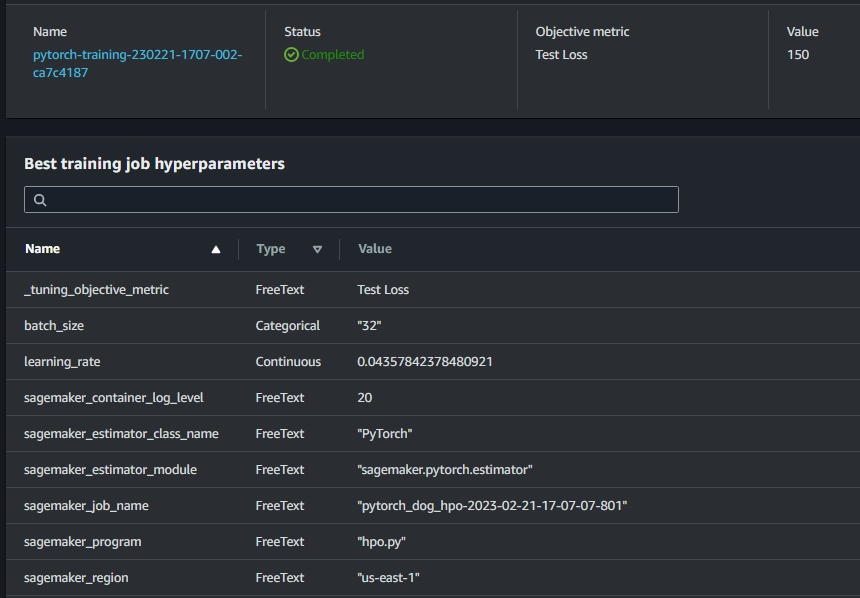 Name Status Objective metric Value
pytorch-training-230221-1707-002- Completed Test Loss 150
ca7c4187
Best training job hyperparameters
Name Type Value
_tuning_objective_metric FreeText Test Loss
batch_size Categorical "32"
learning_rate Continuous 0.04357842378480921
sagemaker_container_log_level FreeText 20
sagemaker_estimator_class_name FreeText "PyTorch"
sagemaker_estimator_module FreeText "sagemaker.pytorch.estimator"
sagemaker_job_name FreeText "pytorch_dog_hpo-2023-02-21-17-07-07-801"
sagemaker_program FreeText "hpo.py"
sagemaker_region FreeText "us-east-1"